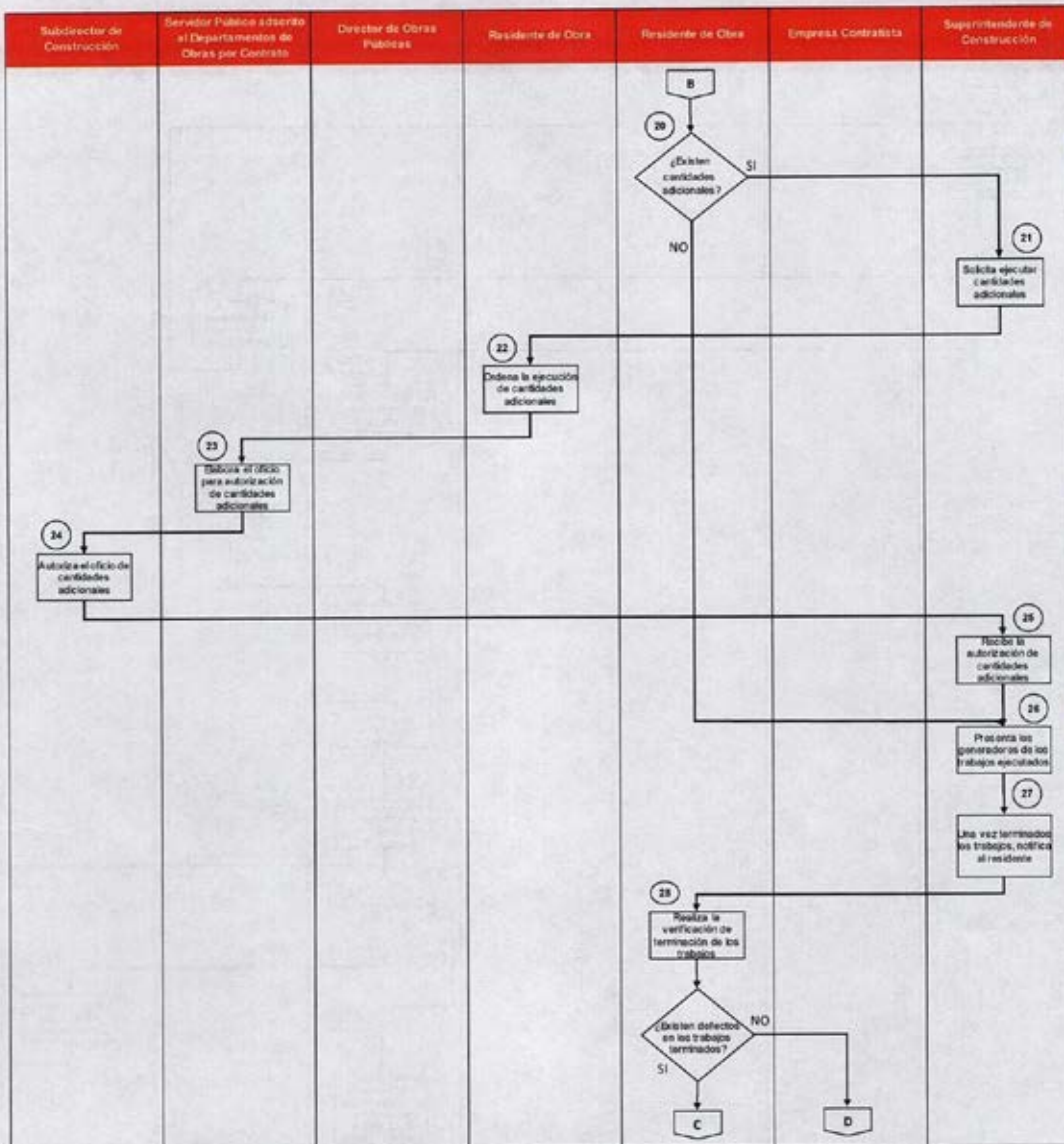 Subdirector de
Construcción
Servidor Público adscrito
al Departamentos de
Obras por Contrato
Director de Obras
Públicas
Residente de Obra
Residente de Obra
Empresa Contratista
Superintendente de
Construcción
B
20
¿Existen
cantidades
adicionales?
SI
NO
21
Solicita ejecutar
cantidades
adicionales
22
Ordena la ejecución
de cantidades
adicionales
23
Elabora el oficio
para autorización
de cantidades
adicionales
24
Autoriza el oficio de
cantidades
adicionales
25
Recibe la
autorización de
cantidades
adicionales
26
Presenta los
generadores de los
trabajos ejecutados
27
Una vez terminados
los trabajos, notifica
al residente
28
Realiza la
verificación de
terminación de los
trabajos
¿Existen defectos
en los trabajos
terminados?
NO
SI
C
D